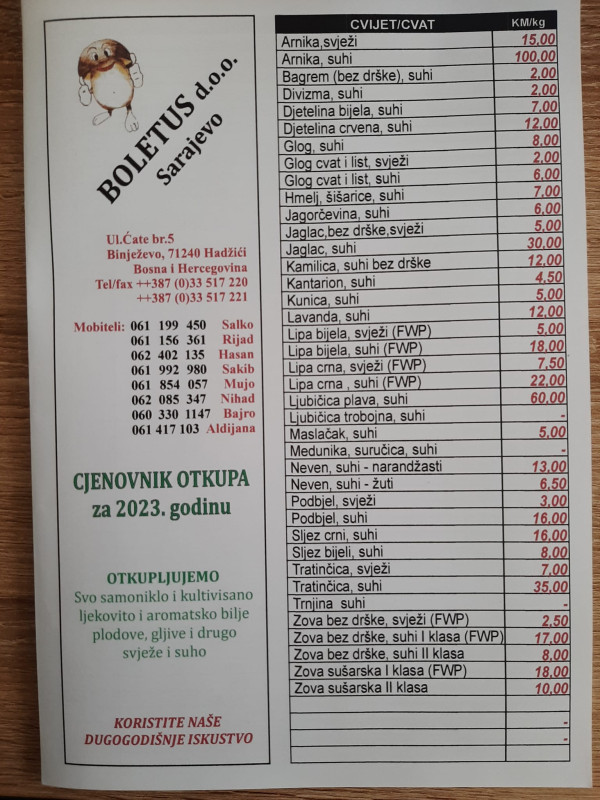 BOLETUS d.o.o.
Sarajevo
Ul.Ćate br.5
Binježevo, 71240 Hadžići
Bosna i Hercegovina
Tel/fax ++387 (0)33 517 220
++387 (0)33 517 221
Mobiteli: 061 199 450 Salko
061 156 361 Rijad
062 402 135 Hasan
061 992 980 Sakib
061 854 057 Mujo
062 085 347 Nihad
060 330 1147 Bajro
061 417 103 Aldijana
CJENOVNIK OTKUPA
za 2023. godinu
OTKUPLJUJEMO
Svo samoniklo i kultivisano
ljekovito i aromatsko bilje
plodove, gljive i drugo
svježe i suho
KORISTITE NAŠE
DUGOGODIŠNJE ISKUSTVO
CVIJET/CVAT KM/kg
Arnika,svježi 15,00
Arnika, suhi 100,00
Bagrem (bez drške), suhi 2,00
Divizma, suhi 2,00
Djetelina bijela, suhi 7,00
Djetelina crvena, suhi 12,00
Glog, suhi 8,00
Glog cvat i list, svježi 2,00
Glog cvat i list, suhi 6,00
Hmelj, šišarice, suhi 7,00
Jagorčevina, suhi 6,00
Jaglac,bez drške,svježi 5,00
Jaglac, suhi 30,00
Kamilica, suhi bez drške 12,00
Kantarion, suhi 4,50
Kunica, suhi 5,00
Lavanda, suhi 12,00
Lipa bijela, svježi (FWP) 5,00
Lipa bijela, suhi (FWP) 18,00
Lipa crna, svježi (FWP) 7,50
Lipa crna , suhi (FWP) 22,00
Ljubičica plava, suhi 60,00
Ljubičica trobojna, suhi -
Maslačak, suhi 5,00
Medunika, suručica, suhi -
Neven, suhi - narandžasti 13,00
Neven, suhi - žuti 6,50
Podbjel, svježi 3,00
Podbjel, suhi 16,00
Sljez crni, suhi 16,00
Sljez bijeli, suhi 8,00
Tratinčica, svježi 7,00
Tratinčica, suhi 35,00
Trnjina suhi -
Zova bez drške, svježi (FWP) 2,50
Zova bez drške, suhi I klasa (FWP) 17,00
Zova bez drške, suhi II klasa 8,00
Zova sušarska I klasa (FWP) 18,00
Zova sušarska II klasa 10,00
-
-